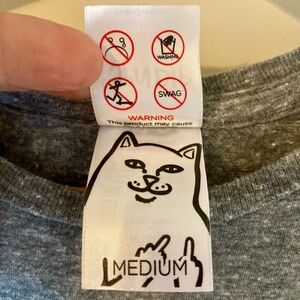 WASHING
SWAG
WARNING
This product may cause
MEDIUM